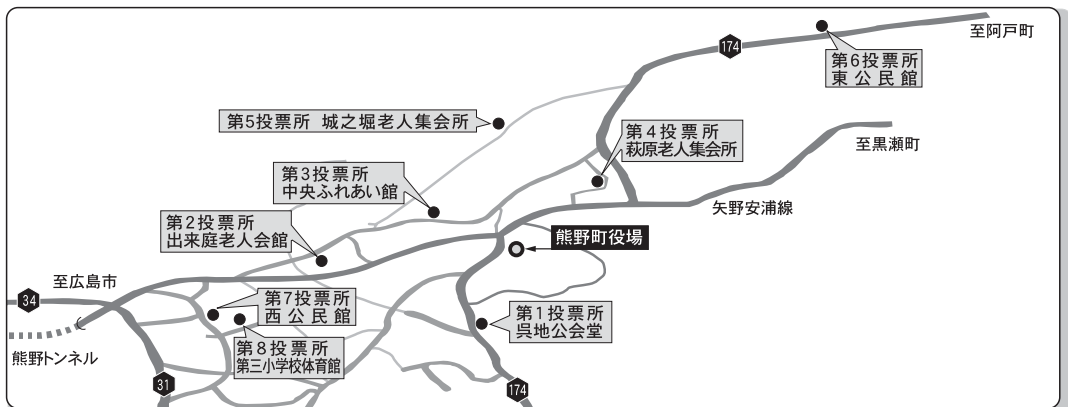 至阿戸町
174
第6投票所
東公民館
第5投票所 城之堀老人集会所
第4投票所
萩原老人集会所
至黒瀬町
第3投票所
中央ふれあい館
矢野安浦線
第2投票所
出来庭老人会館
熊野町役場
至広島市
34
第7投票所
西公民館
第1投票所
呉地公会堂
熊野トンネル
第8投票所
第三小学校体育館
31
174